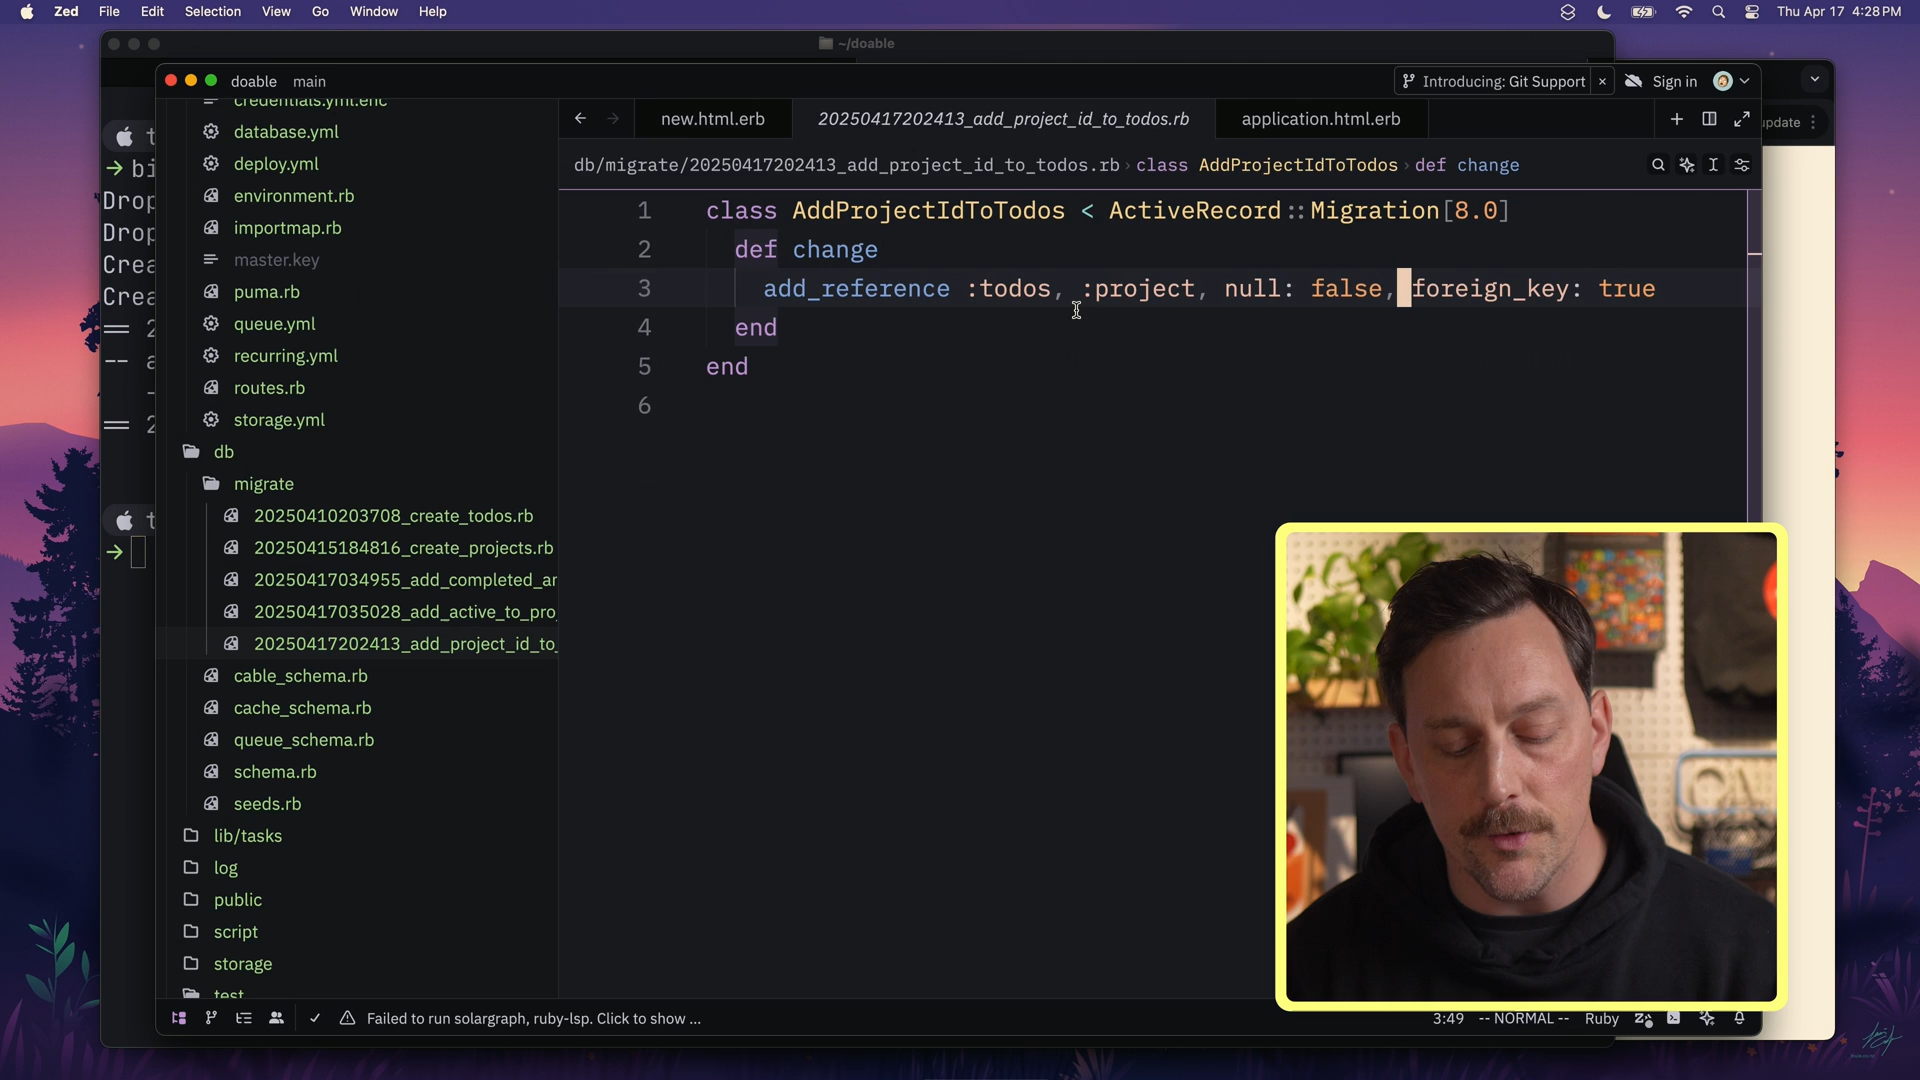 Zed File Edit Selection View Go Window Help
Thu Apr 17 4:28 PM
~/doable
doable main
Introducing: Git Support
Sign in
credentials.yml.enc
database.yml
deploy.yml
environment.rb
importmap.rb
master.key
puma.rb
queue.yml
recurring.yml
routes.rb
storage.yml
db
migrate
20250410203708_create_todos.rb
20250415184816_create_projects.rb
20250417034955_add_completed_ar
20250417035028_add_active_to_pro
20250417202413_add_project_id_to_
cable_schema.rb
cache_schema.rb
queue_schema.rb
schema.rb
seeds.rb
lib/tasks
log
public
script
storage
test
new.html.erb
20250417202413_add_project_id_to_todos.rb
application.html.erb
update
db/migrate/20250417202413_add_project_id_to_todos.rb › class AddProjectIdToTodos › def change
1 class AddProjectIdToTodos < ActiveRecord::Migration[8.0]
2 def change
3 add_reference :todos, :project, null: false, foreign_key: true
4 end
5 end
6
t
→ bi
Drop
Drop
Crea
Crea
== 2
-- a
-
== 2
t
→
Failed to run solargraph, ruby-lsp. Click to show ...
3:49 -- NORMAL -- Ruby